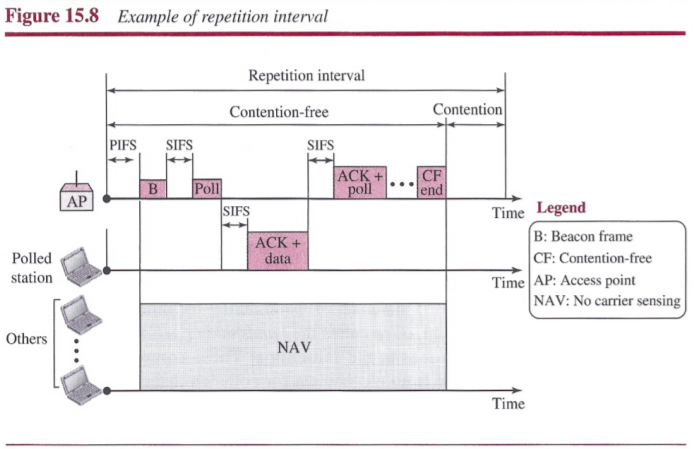 Figure 15.8 Example of repetition interval
Repetition interval
Contention-free
Contention
PIFS
SIFS
SIFS
B
Poll
ACK +
poll
CF
end
AP
Time
SIFS
ACK +
data
Polled
station
Time
Others
NAV
Time
Legend
B: Beacon frame
CF: Contention-free
AP: Access point
NAV: No carrier sensing